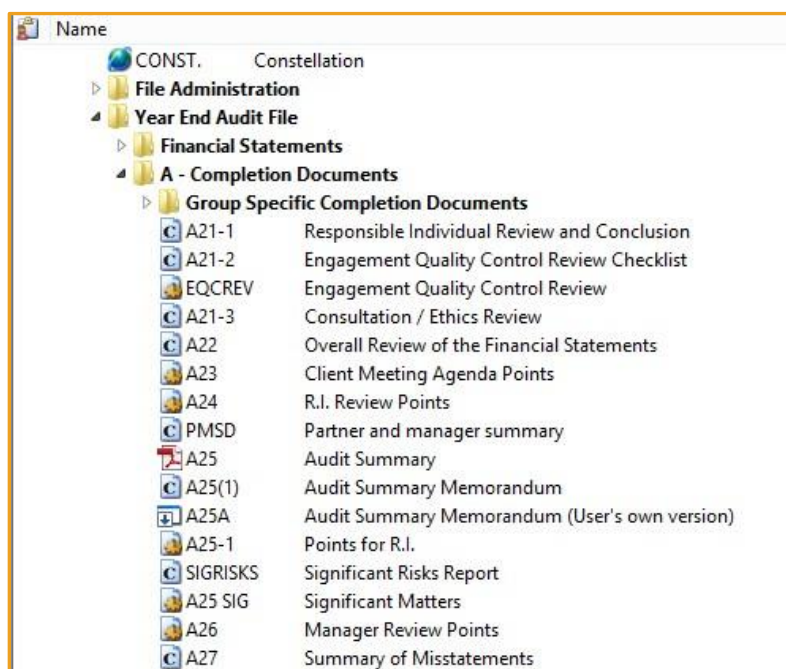 Name
CONST. Constellation
File Administration
Year End Audit File
Financial Statements
A - Completion Documents
Group Specific Completion Documents
A21-1 Responsible Individual Review and Conclusion
A21-2 Engagement Quality Control Review Checklist
EQCREV Engagement Quality Control Review
A21-3 Consultation / Ethics Review
A22 Overall Review of the Financial Statements
A23 Client Meeting Agenda Points
A24 R.I. Review Points
PMSD Partner and manager summary
A25 Audit Summary
A25(1) Audit Summary Memorandum
A25A Audit Summary Memorandum (User's own version)
A25-1 Points for R.I.
SIGRISKS Significant Risks Report
A25 SIG Significant Matters
A26 Manager Review Points
A27 Summary of Misstatements